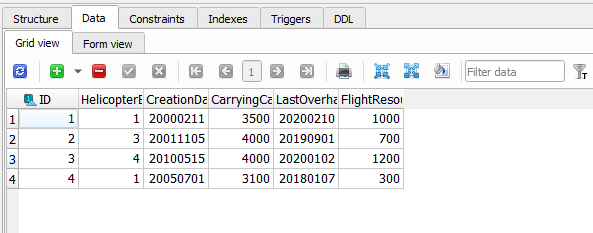 Structure Data Constraints Indexes Triggers DDL
Grid view Form view
1 Filter data T
ID HelicopterE CreationDa CarryingCa LastOverha FlightResou
1 1 1 20000211 3500 20200210 1000
2 2 3 20011105 4000 20190901 700
3 3 4 20100515 4000 20200102 1200
4 4 1 20050701 3100 20180107 300